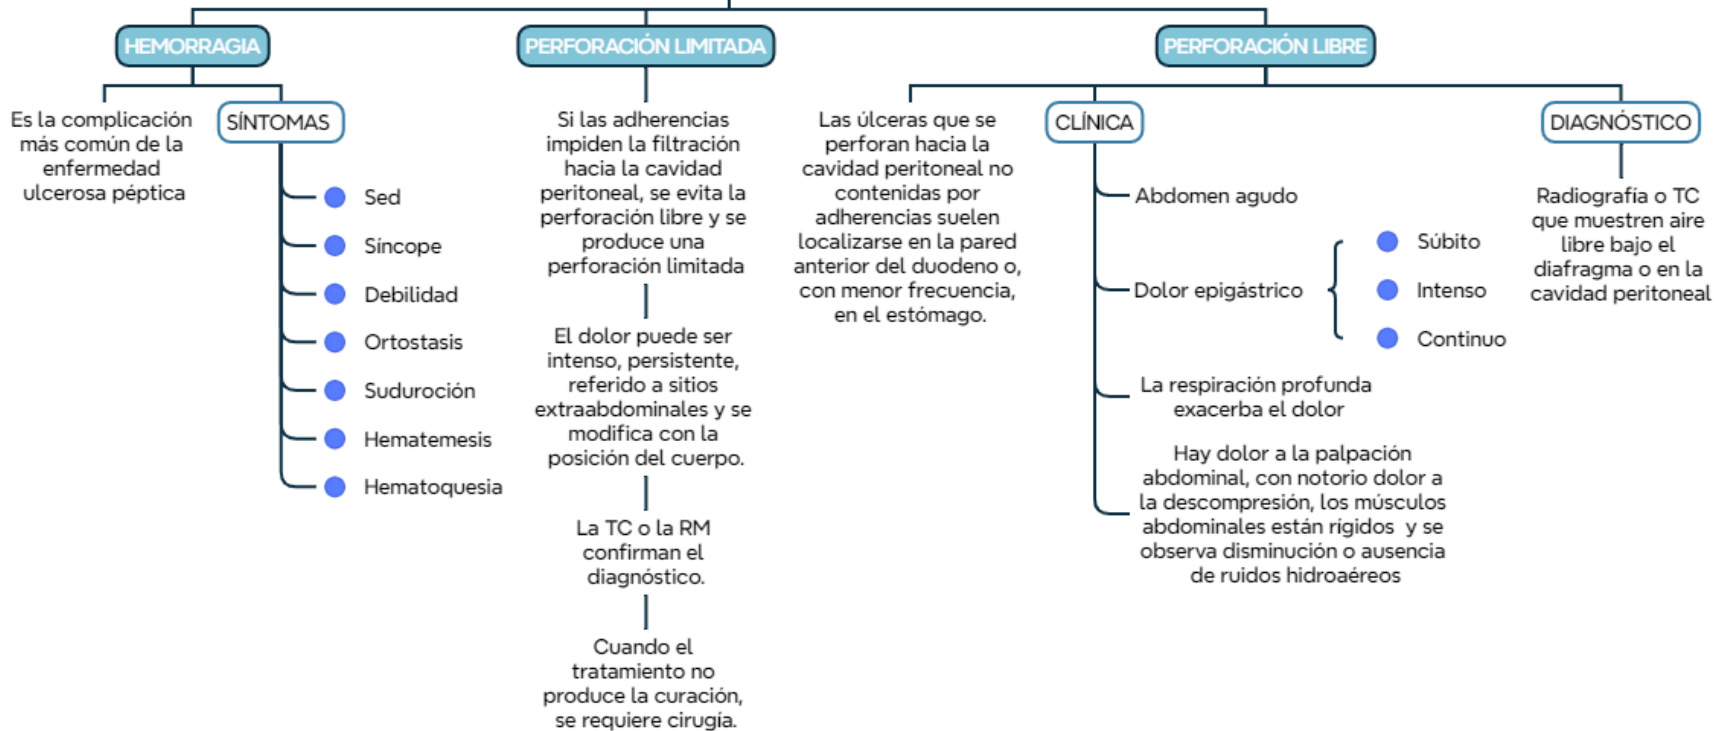 HEMORRAGIA
Es la complicación
más común de la
enfermedad
ulcerosa péptica
SÍNTOMAS
Sed
Síncope
Debilidad
Ortostasis
Suduroción
Hematemesis
Hematoquesia
PERFORACIÓN LIMITADA
Si las adherencias
impiden la filtración
hacia la cavidad
peritoneal, se evita la
perforación libre y se
produce una
perforación limitada
El dolor puede ser
intenso, persistente,
referido a sitios
extraabdominales y se
modifica con la
posición del cuerpo.
La TC o la RM
confirman el
diagnóstico.
Cuando el
tratamiento no
produce la curación,
se requiere cirugía.
PERFORACIÓN LIBRE
Las úlceras que se
perforan hacia la
cavidad peritoneal no
contenidas por
adherencias suelen
localizarse en la pared
anterior del duodeno o,
con menor frecuencia,
en el estómago.
CLÍNICA
Abdomen agudo
Dolor epigástrico
Súbito
Intenso
Continuo
La respiración profunda
exacerba el dolor
Hay dolor a la palpación
abdominal, con notorio dolor a
la descompresión, los músculos
abdominales están rígidos y se
observa disminución o ausencia
de ruidos hidroaéreos
DIAGNÓSTICO
Radiografía o TC
que muestren aire
libre bajo el
diafragma o en la
cavidad peritoneal